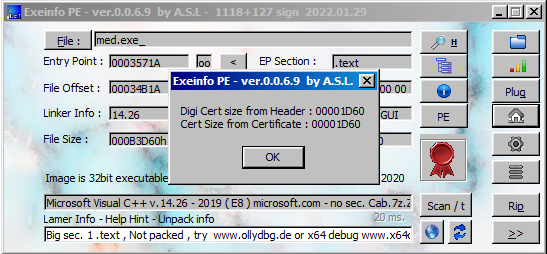 Exeinfo PE - ver.0.0.6.9 by A.S.L - 1118+127 sign 2022.01.29
File : med.exe_ H
Entry Point : 0003571A oo < EP Section : .text
File Offset : 00034B1A 00 00
Plug
Linker Info : 14.26 GUI
PE
File Size : 000B3D60h
Exeinfo PE - ver.0.0.6.9 by A.S.L.
Digi Cert size from Header : 00001D60
Cert Size from Certificate : 00001D60
OK
Image is 32bit executable 2020
Microsoft Visual C++ v.14.26 - 2019 ( E8 ) microsoft.com - no sec. Cab.7z.Z
Scan / t
Rip
Lamer Info - Help Hint - Unpack info 20 ms.
Big sec. 1 .text , Not packed , try www.ollydbg.de or x64 debug www.x64
>>